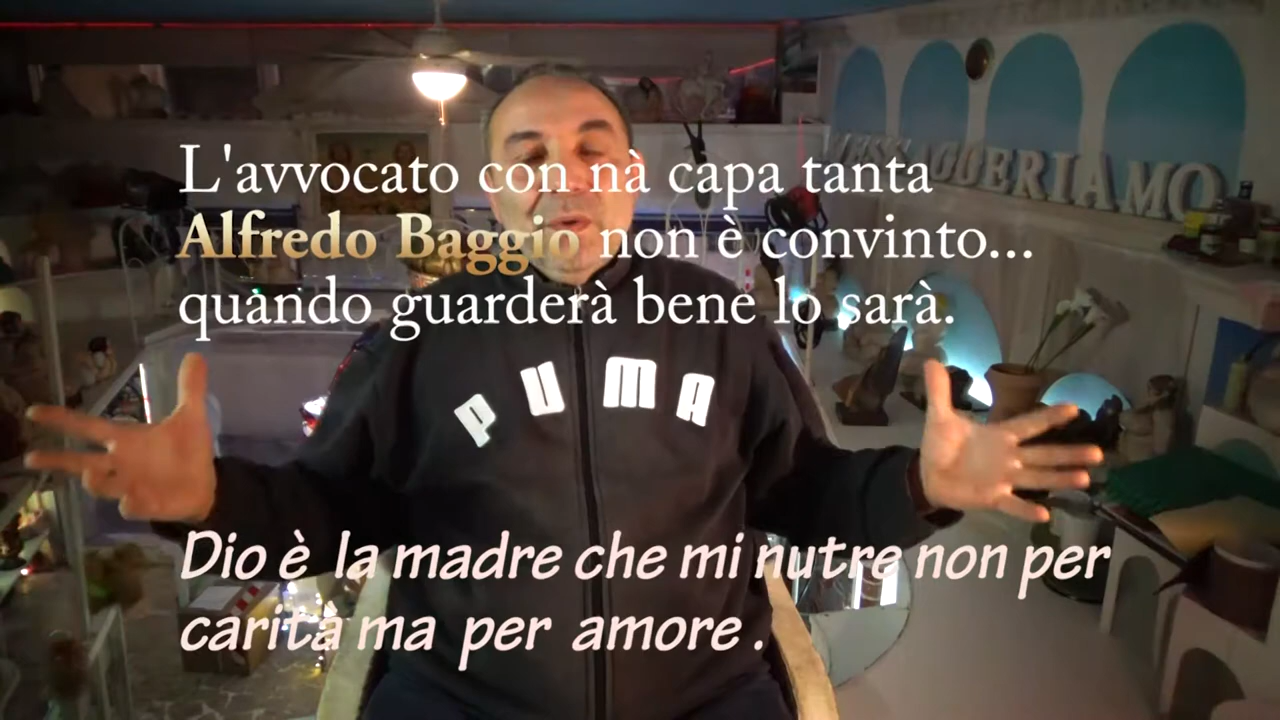 MESSAGGERIAMO
L'avvocato con nà capa tanta
Alfredo Baggio non è convinto...
quando guarderà bene lo sarà.
PUMA
Dio è la madre che mi nutre non per
carità ma per amore .